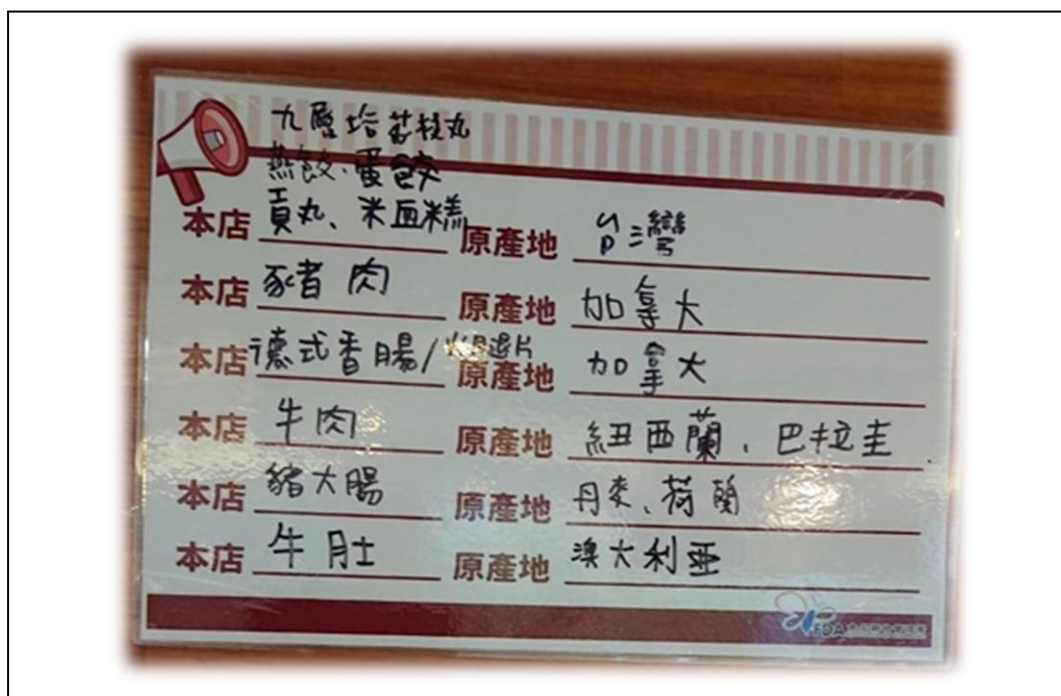 九層塔荔枝丸
燕餃、蛋餃
本店 貢丸、米血糕 原產地 台灣
本店 豬肉 原產地 加拿大
本店 德式香腸/火腿片 原產地 加拿大
本店 牛肉 原產地 紐西蘭、巴拉圭
本店 豬大腸 原產地 丹麥、荷蘭
本店 牛肚 原產地 澳大利亞
FDA